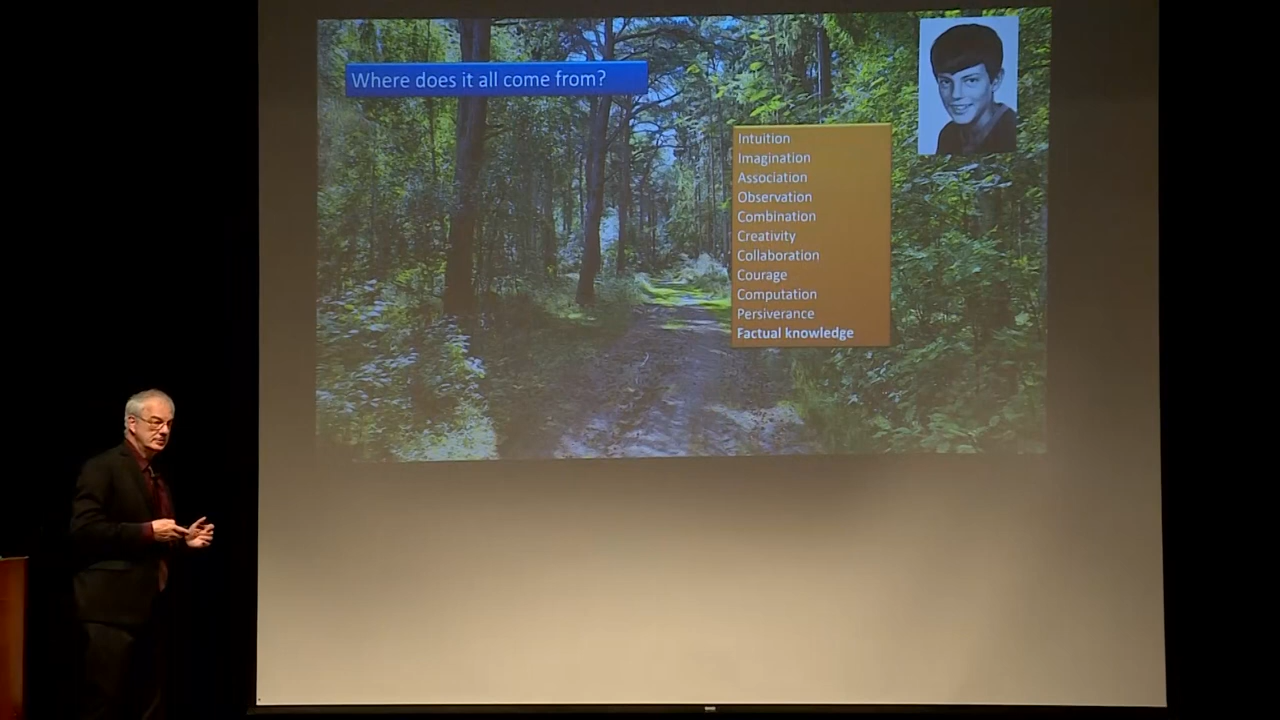 Where does it all come from?
Intuition
Imagination
Association
Observation
Combination
Creativity
Collaboration
Courage
Computation
Persiverance
Factual knowledge